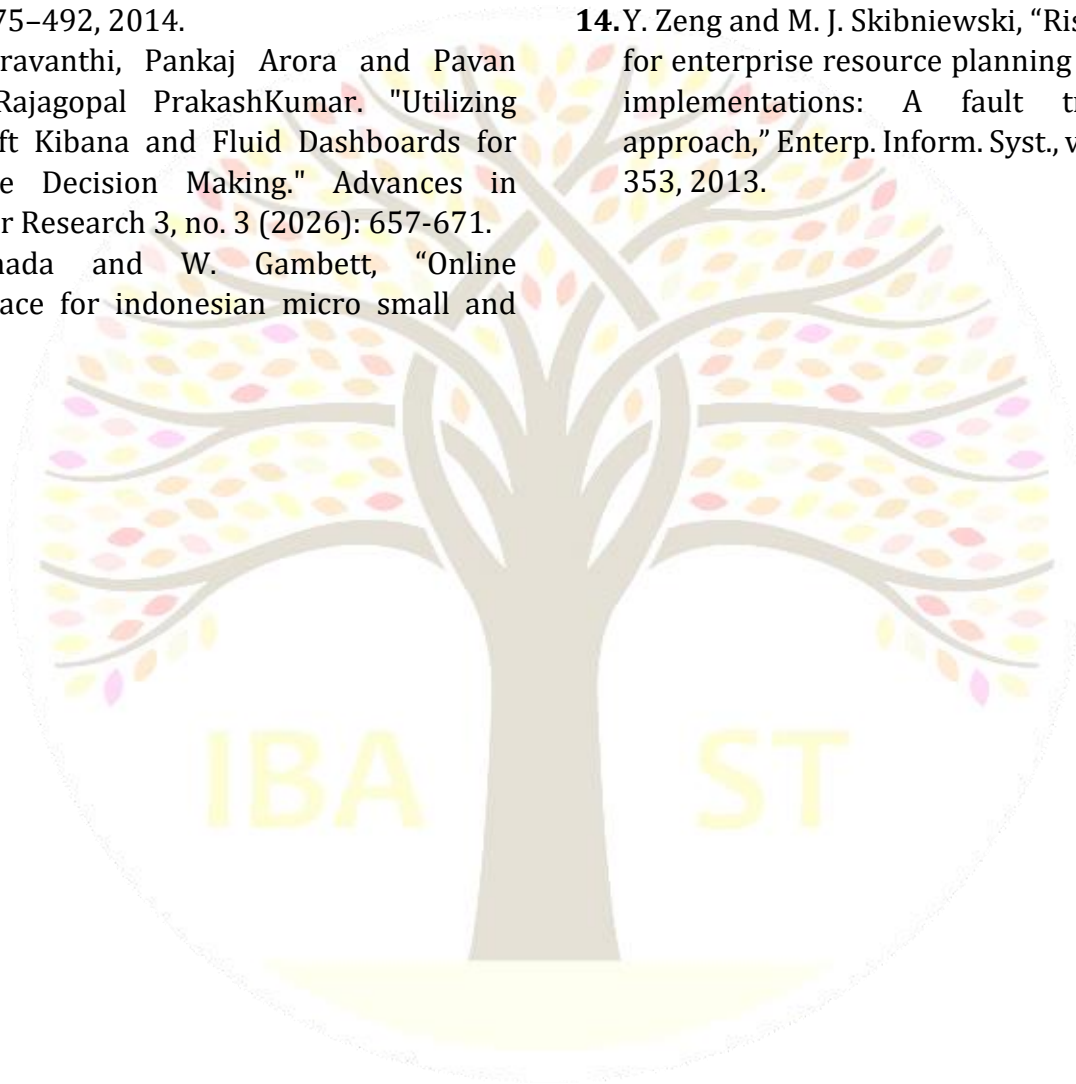 75–492, 2014.
ravanthi, Pankaj Arora and Pavan
Rajagopal PrakashKumar. "Utilizing
ft Kibana and Fluid Dashboards for
e Decision Making." Advances in
r Research 3, no. 3 (2026): 657-671.
nada and W. Gambett, “Online
ace for indonesian micro small and
14. Y. Zeng and M. J. Skibniewski, “Ris
for enterprise resource planning
implementations: A fault tr
approach,” Enterp. Inform. Syst., v
353, 2013.
IBA ST